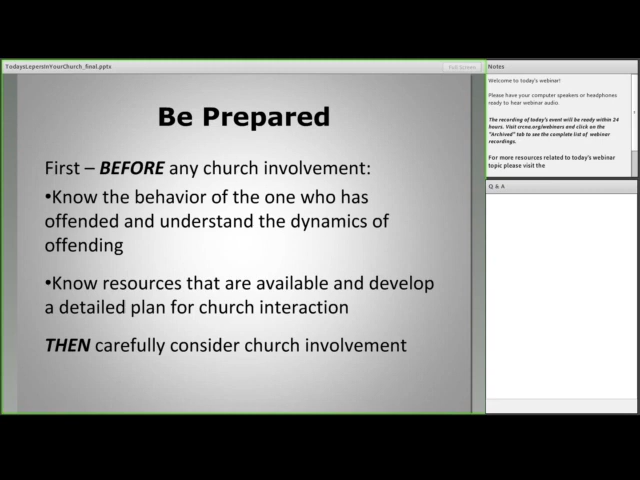 TodaysLepersInYourChurch_final.pptx
Full Screen
Be Prepared
First – BEFORE any church involvement:
•Know the behavior of the one who has
offended and understand the dynamics of
offending
•Know resources that are available and develop
a detailed plan for church interaction
THEN carefully consider church involvement
Notes
Welcome to today's webinar!
Please have your computer speakers or headphones
ready to hear webinar audio.
The recording of today's event will be ready within 24
hours. Visit crcna.org/webinars and click on the
"Archived" tab to see the complete list of webinar
recordings.
For more resources related to today's webinar
topic please visit the
Q & A